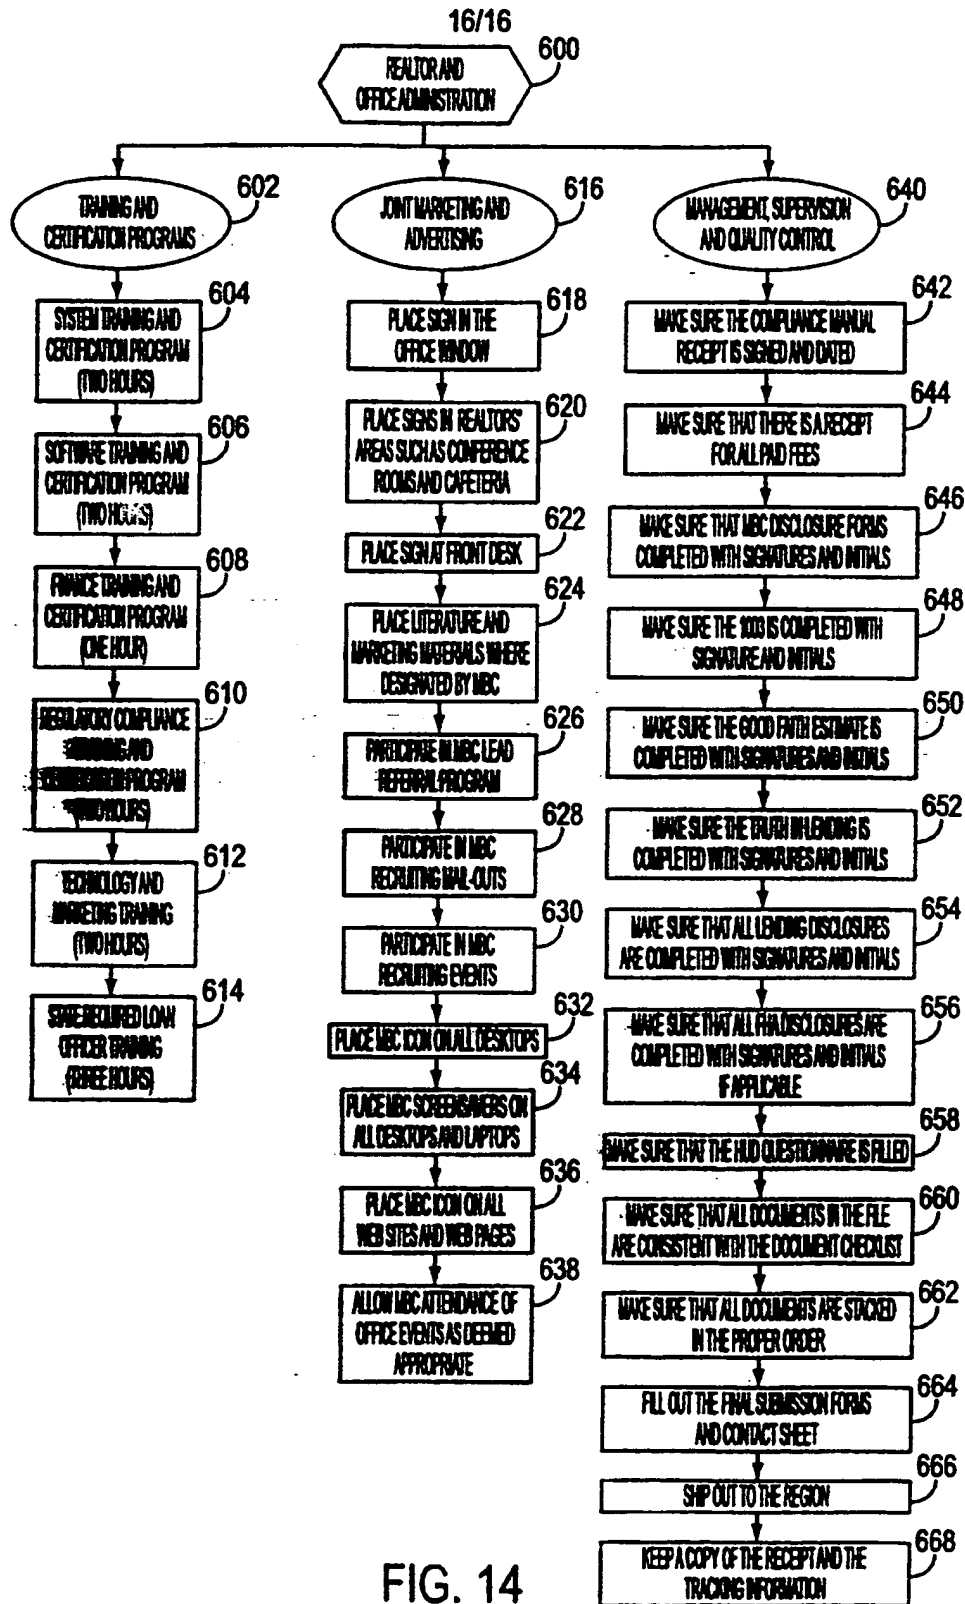 16/16
REALTOR AND
OFFICE ADMINISTRATION
600
TRAINING AND
CERTIFICATION PROGRAMS
602
SYSTEM TRAINING AND
CERTIFICATION PROGRAM
(TWO HOURS)
604
SOFTWARE TRAINING AND
CERTIFICATION PROGRAM
(TWO HOURS)
606
FINANCE TRAINING AND
CERTIFICATION PROGRAM
(ONE HOUR)
608
REGULATORY COMPLIANCE
TRAINING AND
CERTIFICATION PROGRAM
(TWO HOURS)
610
TECHNOLOGY AND
MARKETING TRAINING
(TWO HOURS)
612
STATE REQUIRED LOAN
OFFICER TRAINING
(THREE HOURS)
614
JOINT MARKETING AND
ADVERTISING
616
PLACE SIGN IN THE
OFFICE WINDOW
618
PLACE SIGNS IN REALTORS'
AREAS SUCH AS CONFERENCE
ROOMS AND CAFETERIA
620
PLACE SIGN AT FRONT DESK
622
PLACE LITERATURE AND
MARKETING MATERIALS WHERE
DESIGNATED BY MBC
624
PARTICIPATE IN MBC LEAD
REFERRAL PROGRAM
626
PARTICIPATE IN MBC
RECRUITING MAIL-OUTS
628
PARTICIPATE IN MBC
RECRUITING EVENTS
630
PLACE MBC ICON ON ALL DESKTOPS
632
PLACE MBC SCREENSAVERS ON
ALL DESKTOPS AND LAPTOPS
634
PLACE MBC ICON ON ALL
WEB SITES AND WEB PAGES
636
ALLOW MBC ATTENDANCE OF
OFFICE EVENTS AS DEEMED
APPROPRIATE
638
MANAGEMENT, SUPERVISION
AND QUALITY CONTROL
640
MAKE SURE THE COMPLIANCE MANUAL
RECEIPT IS SIGNED AND DATED
642
MAKE SURE THAT THERE IS A RECEIPT
FOR ALL PAID FEES
644
MAKE SURE THAT MBC DISCLOSURE FORMS
COMPLETED WITH SIGNATURES AND INITIALS
646
MAKE SURE THE 1003 IS COMPLETED WITH
SIGNATURE AND INITIALS
648
MAKE SURE THE GOOD FAITH ESTIMATE IS
COMPLETED WITH SIGNATURES AND INITIALS
650
MAKE SURE THE TRUTH IN LENDING IS
COMPLETED WITH SIGNATURES AND INITIALS
652
MAKE SURE THAT ALL LENDING DISCLOSURES
ARE COMPLETED WITH SIGNATURES AND INITIALS
654
MAKE SURE THAT ALL FHA DISCLOSURES ARE
COMPLETED WITH SIGNATURES AND INITIALS
IF APPLICABLE
656
MAKE SURE THAT THE HUD QUESTIONNAIRE IS FILLED
658
MAKE SURE THAT ALL DOCUMENTS IN THE FILE
ARE CONSISTENT WITH THE DOCUMENT CHECKLIST
660
MAKE SURE THAT ALL DOCUMENTS ARE STACKED
IN THE PROPER ORDER
662
FILL OUT THE FINAL SUBMISSION FORMS
AND CONTACT SHEET
664
SHIP OUT TO THE REGION
666
KEEP A COPY OF THE RECEIPT AND THE
TRACKING INFORMATION
668
FIG. 14